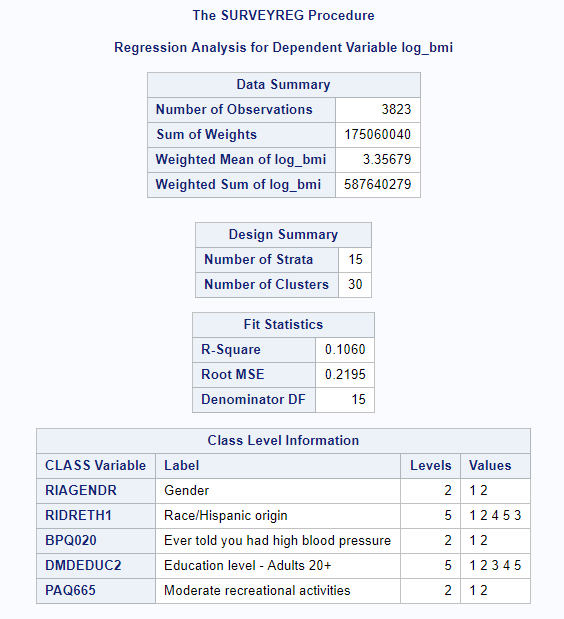 The SURVEYREG Procedure
Regression Analysis for Dependent Variable log_bmi
Data Summary
Number of Observations 3823
Sum of Weights 175060040
Weighted Mean of log_bmi 3.35679
Weighted Sum of log_bmi 587640279
Design Summary
Number of Strata 15
Number of Clusters 30
Fit Statistics
R-Square 0.1060
Root MSE 0.2195
Denominator DF 15
Class Level Information
CLASS Variable Label Levels Values
RIAGENDR Gender 2 1 2
RIDRETH1 Race/Hispanic origin 5 1 2 4 5 3
BPQ020 Ever told you had high blood pressure 2 1 2
DMDEDUC2 Education level - Adults 20+ 5 1 2 3 4 5
PAQ665 Moderate recreational activities 2 1 2